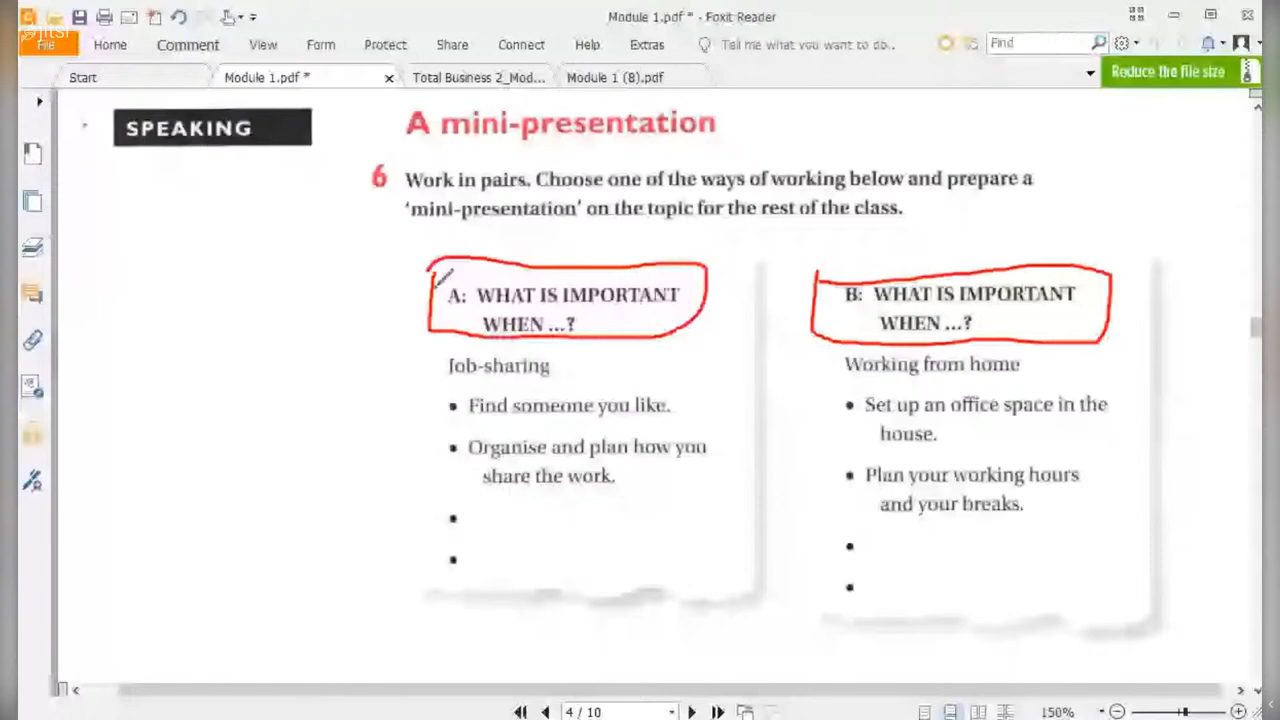 Module 1.pdf * - Foxit Reader
jitsi
File Home Comment View Form Protect Share Connect Help Extras Tell me what you want to do.. Find
Start Module 1.pdf * Total Business 2_Mod... Module 1 (8).pdf Reduce the file size
SPEAKING
A mini-presentation
6 Work in pairs. Choose one of the ways of working below and prepare a
‘mini-presentation’ on the topic for the rest of the class.
A: WHAT IS IMPORTANT
WHEN ...?
Job-sharing
• Find someone you like.
• Organise and plan how you
share the work.
•
•
B: WHAT IS IMPORTANT
WHEN ...?
Working from home
• Set up an office space in the
house.
• Plan your working hours
and your breaks.
•
•
4 / 10 150%